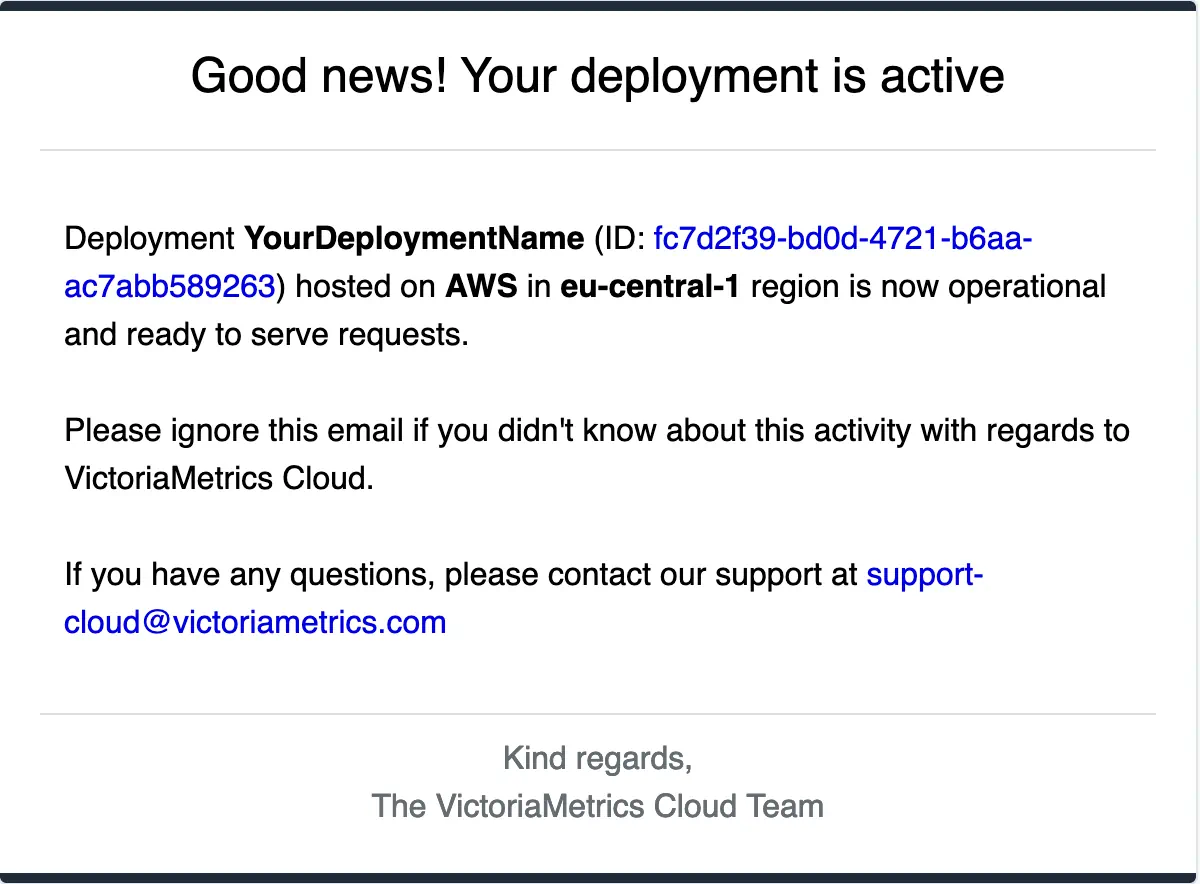 Good news! Your deployment is active
Deployment YourDeploymentName (ID: fc7d2f39-bd0d-4721-b6aa-
ac7abb589263) hosted on AWS in eu-central-1 region is now operational
and ready to serve requests.
Please ignore this email if you didn't know about this activity with regards to
VictoriaMetrics Cloud.
If you have any questions, please contact our support at support-
cloud@victoriametrics.com
Kind regards,
The VictoriaMetrics Cloud Team